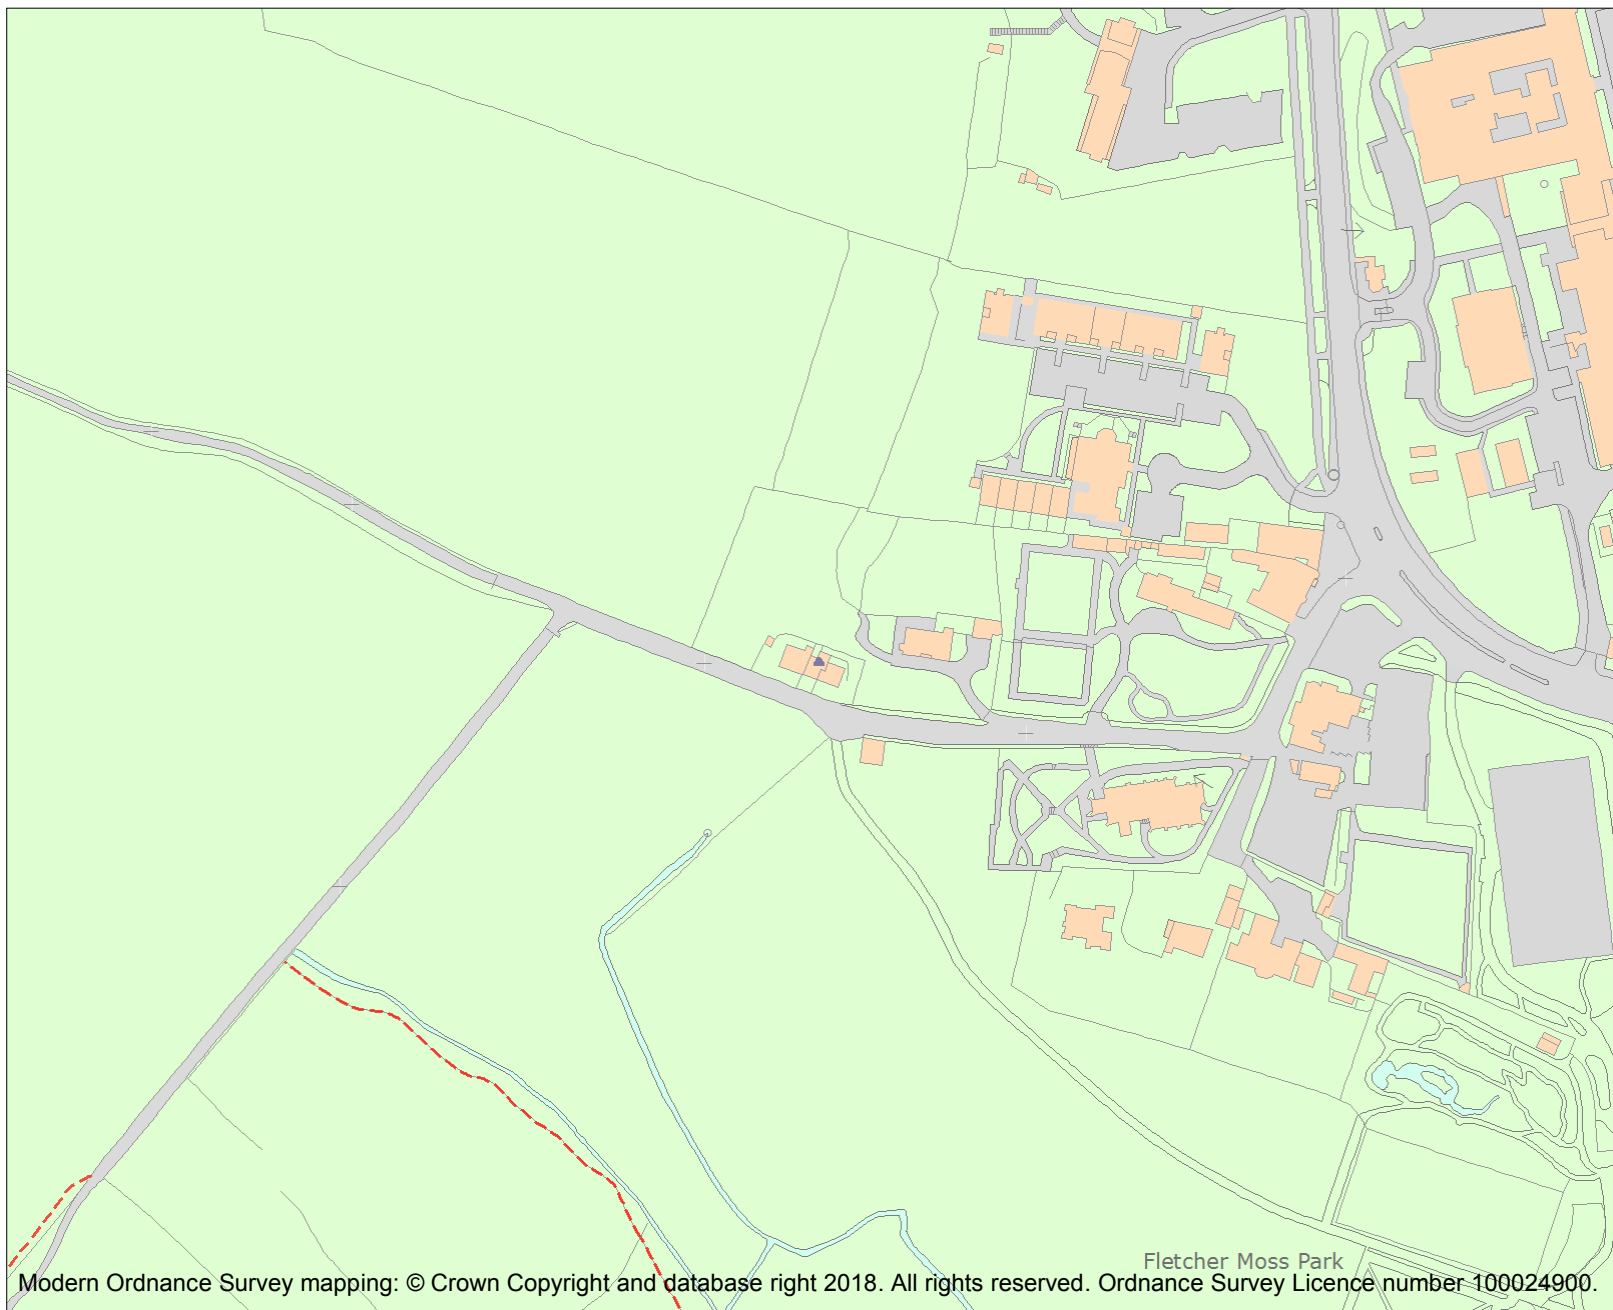 Fletcher Moss Park
Modern Ordnance Survey mapping: © Crown Copyright and database right 2018. All rights reserved. Ordnance Survey Licence number 100024900.